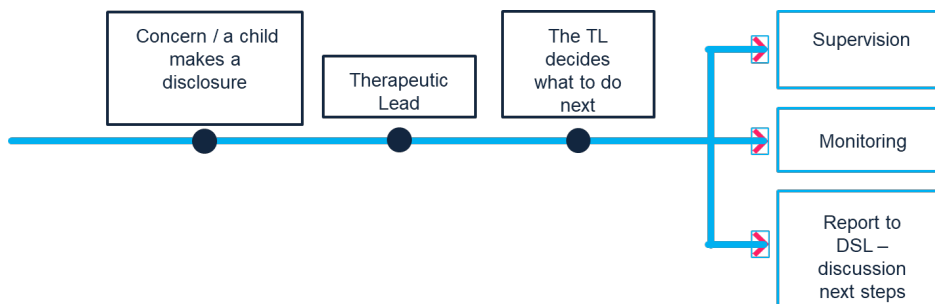 Concern / a child
makes a
disclosure
Therapeutic
Lead
The TL
decides
what to do
next
Supervision
Monitoring
Report to
DSL –
discussion
next steps